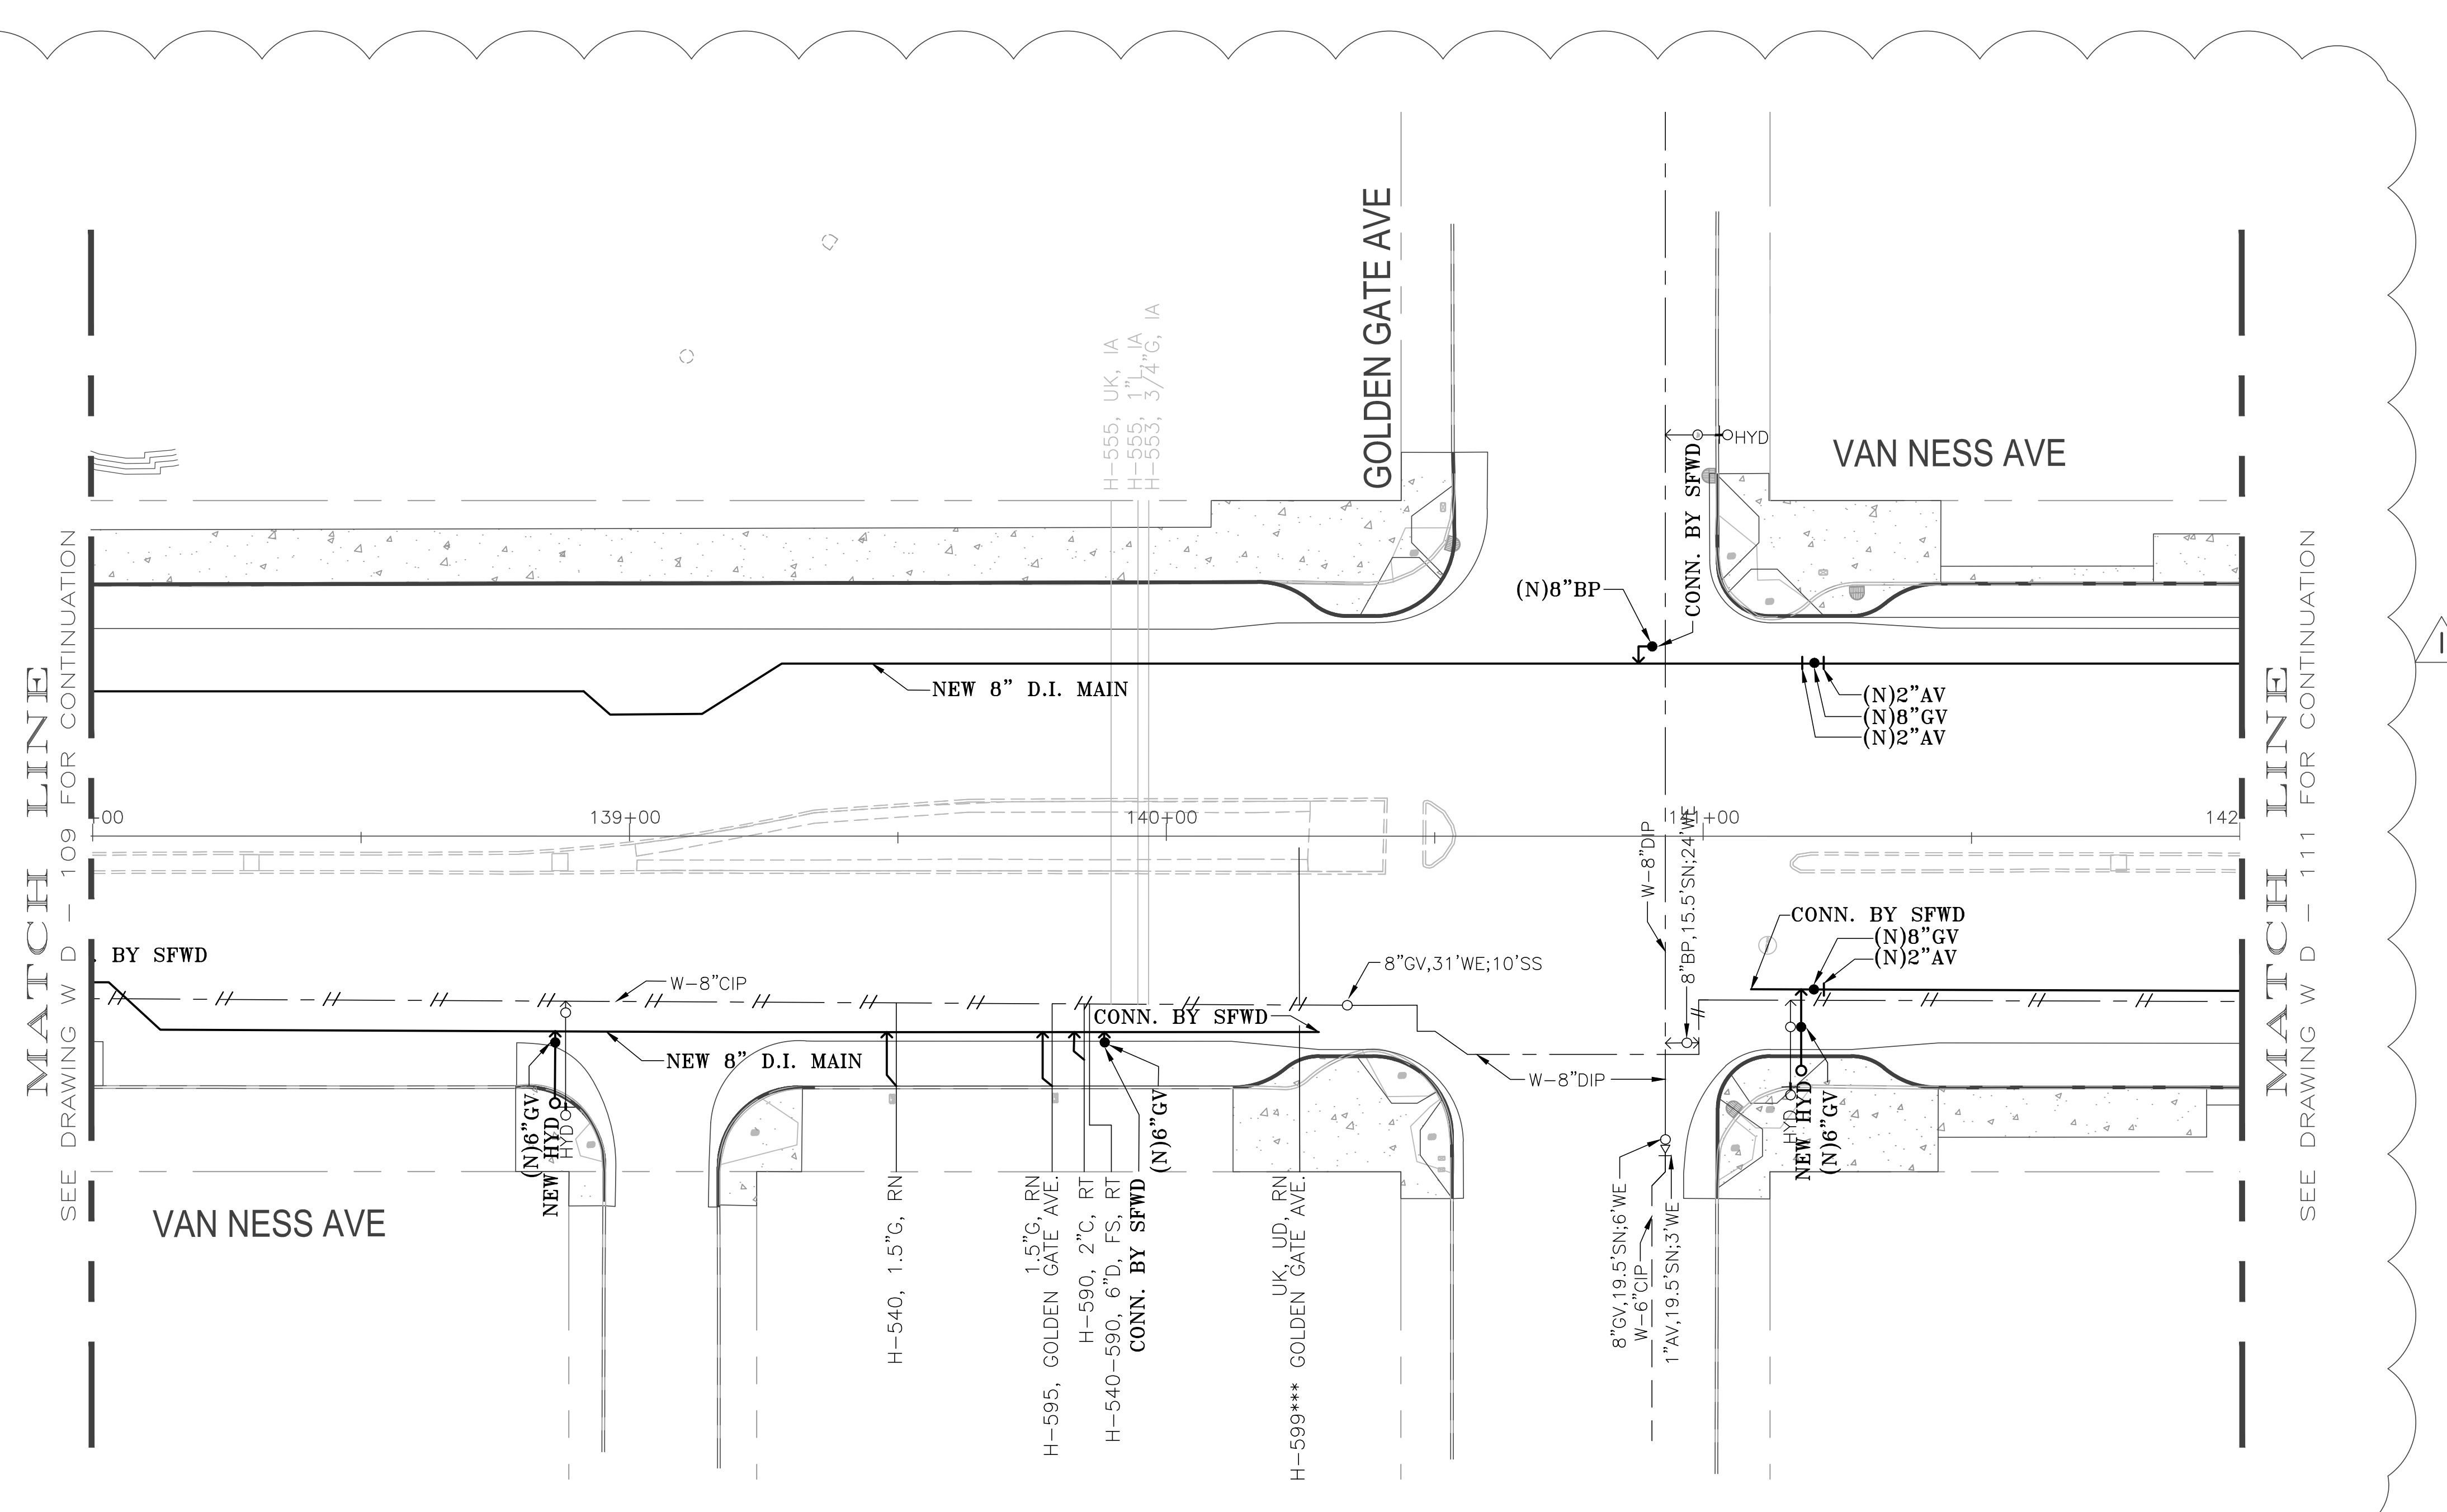 GOLDEN GATE AVE
VAN NESS AVE
HYD
CONN. BY SFWD
(N)8"BP
H-555, UK, IA
H-555, 1"L, IA
H-553, 3/4"G, IA
NEW 8" D.I. MAIN
(N)2"AV
(N)8"GV
(N)2"AV
MATCH LINE
SEE DRAWING W D - 109 FOR CONTINUATION
MATCH LINE
SEE DRAWING W D - 111 FOR CONTINUATION
1
+00
139+00
140+00
141+00
142
W-8"DIP
8"BP,15.5'SN;24'WE
BY SFWD
W-8"CIP
8"GV,31'WE;10'SS
CONN. BY SFWD
(N)8"GV
(N)2"AV
CONN. BY SFWD
NEW 8" D.I. MAIN
W-8"DIP
(N)6"GV
NEW HYD
HYD
H-540, 1.5"G, RN
1.5"G, RN
H-595, GOLDEN GATE AVE.
H-590, 2"C, RT
H-540-590, 6"D, FS, RT
CONN. BY SFWD
(N)6"GV
UK, UD, RN
H-599*** GOLDEN GATE AVE.
8"GV,19.5'SN;6'WE
W-6"CIP
1"AV,19.5'SN;3'WE
HYD
NEW HYD
(N)6"GV
VAN NESS AVE